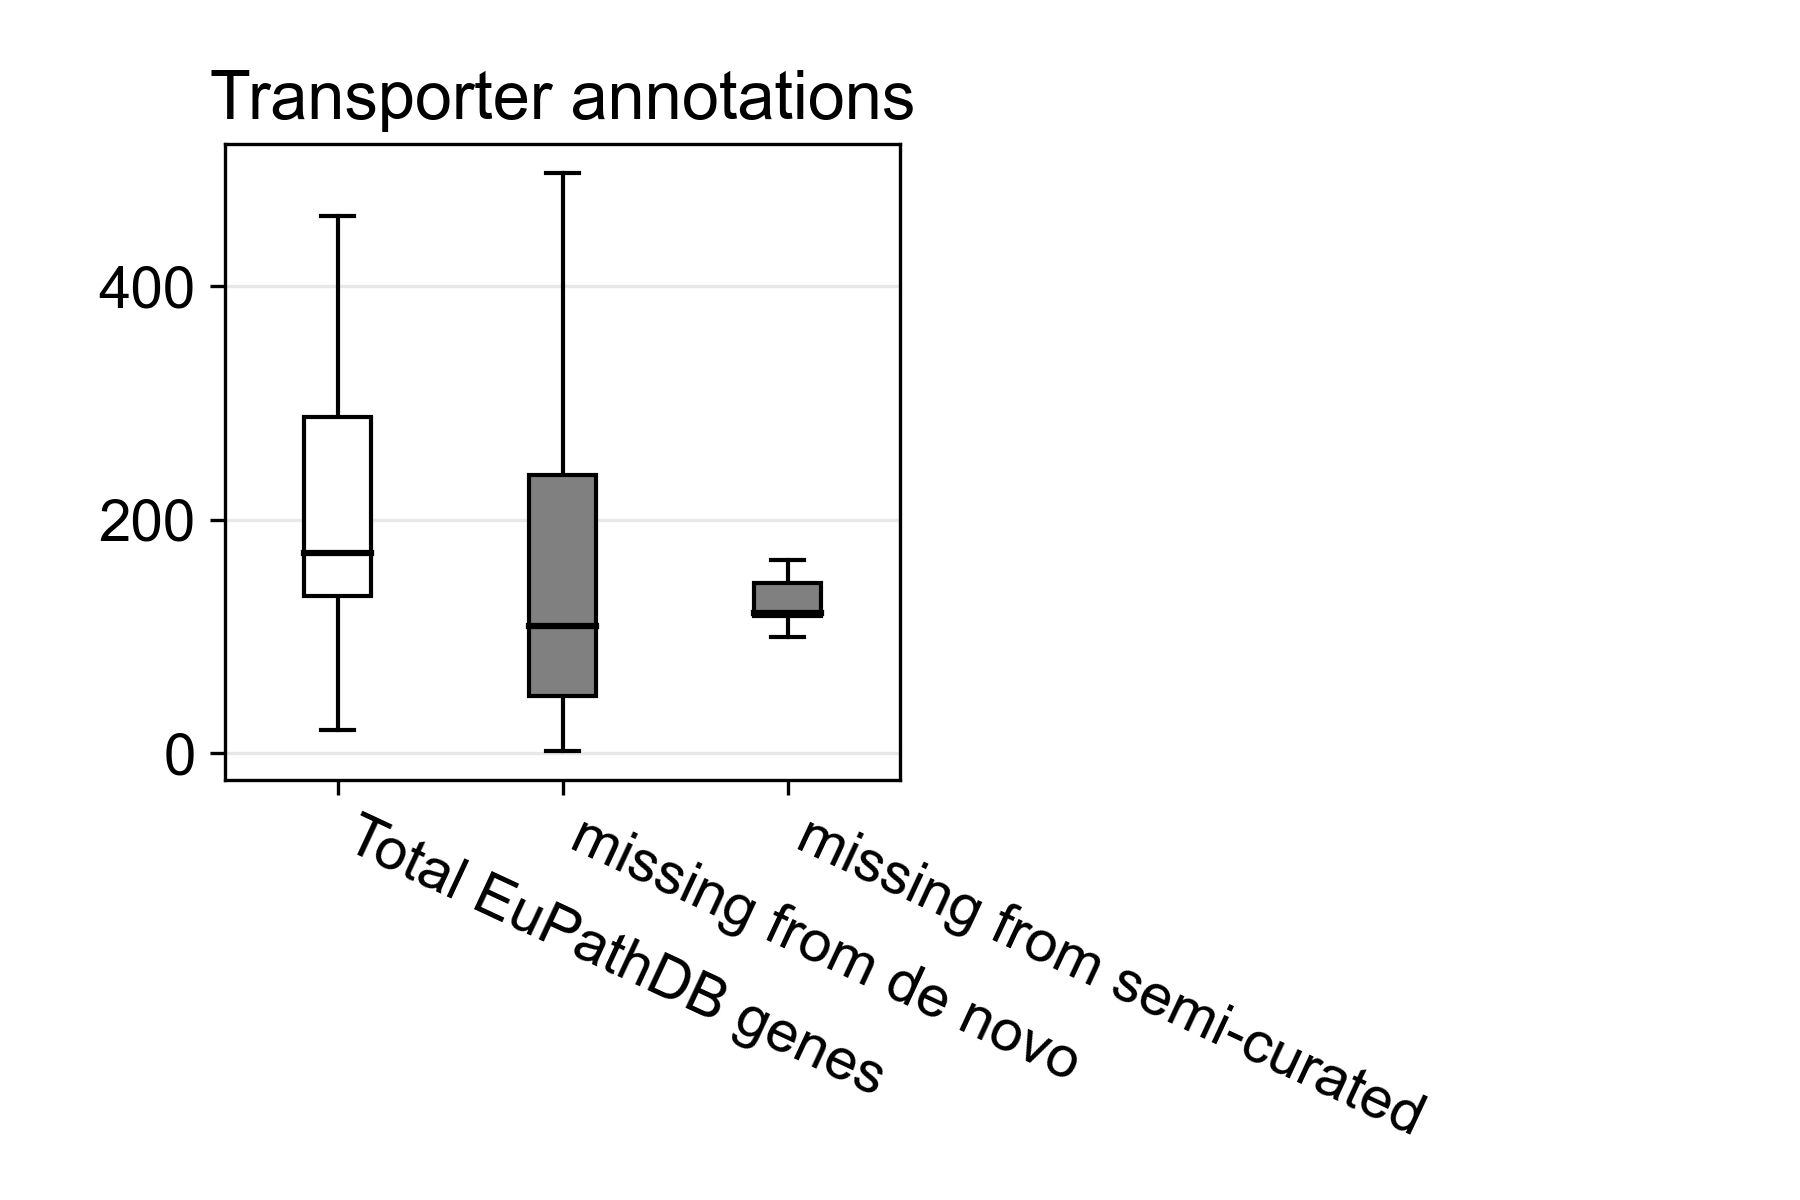 Transporter annotations
400
200
0
Total EuPathDB genes
missing from de novo
missing from semi-curated